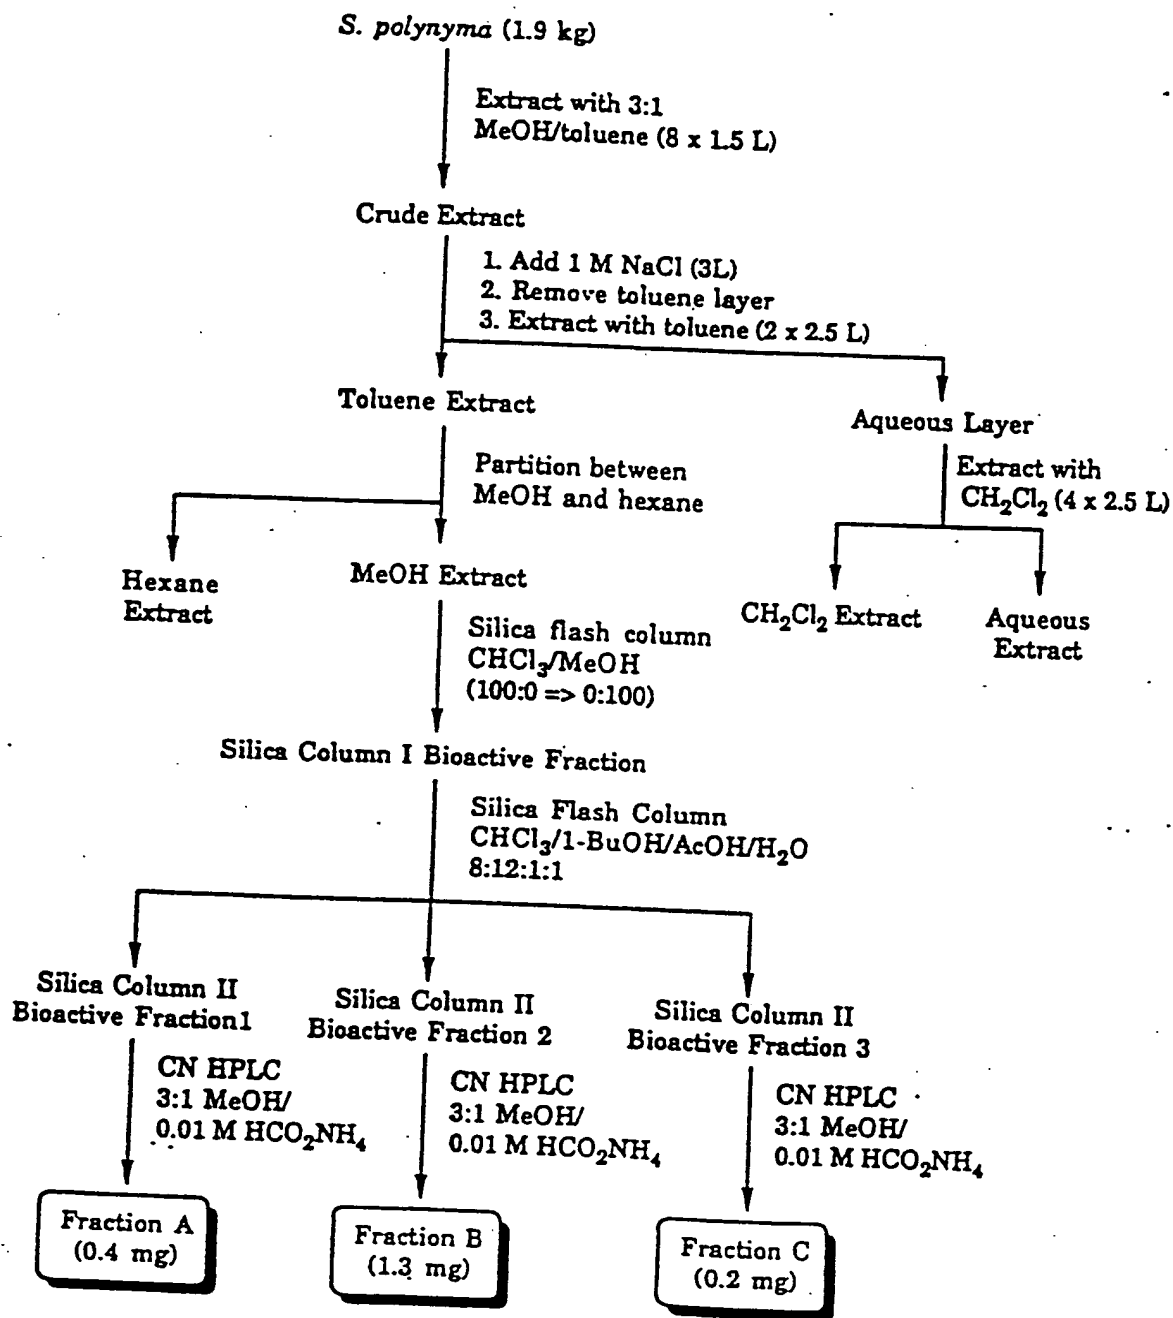 S. polynyma (1.9 kg)
Extract with 3:1
MeOH/toluene (8 x 1.5 L)
Crude Extract
1. Add 1 M NaCl (3L)
2. Remove toluene layer
3. Extract with toluene (2 x 2.5 L)
Toluene Extract
Aqueous Layer
Partition between
MeOH and hexane
Extract with
CH₂Cl₂ (4 x 2.5 L)
Hexane
Extract
MeOH Extract
CH₂Cl₂ Extract
Aqueous
Extract
Silica flash column
CHCl₃/MeOH
(100:0 => 0:100)
Silica Column I Bioactive Fraction
Silica Flash Column
CHCl₃/1-BuOH/AcOH/H₂O
8:12:1:1
Silica Column II
Bioactive Fraction1
Silica Column II
Bioactive Fraction 2
Silica Column II
Bioactive Fraction 3
CN HPLC
3:1 MeOH/
0.01 M HCO₂NH₄
CN HPLC
3:1 MeOH/
0.01 M HCO₂NH₄
CN HPLC
3:1 MeOH/
0.01 M HCO₂NH₄
Fraction A
(0.4 mg)
Fraction B
(1.3 mg)
Fraction C
(0.2 mg)